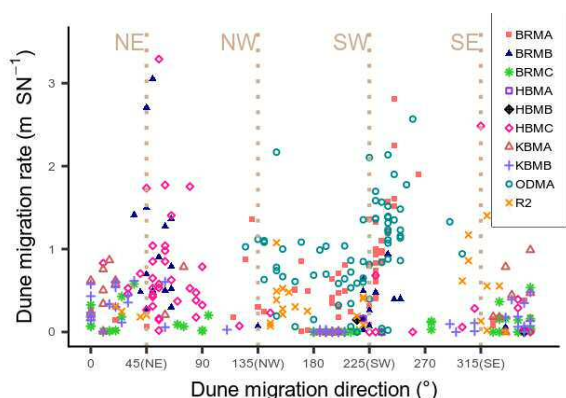 NE
NW
SW
SE
BRMA
BRMB
BRMC
HBMA
HBMB
HBMC
KBMA
KBMB
ODMA
R2
Dune migration rate (m SN⁻¹)
3
2
1
0
0 45(NE) 90 135(NW) 180 225(SW) 270 315(SE)
Dune migration direction (°)